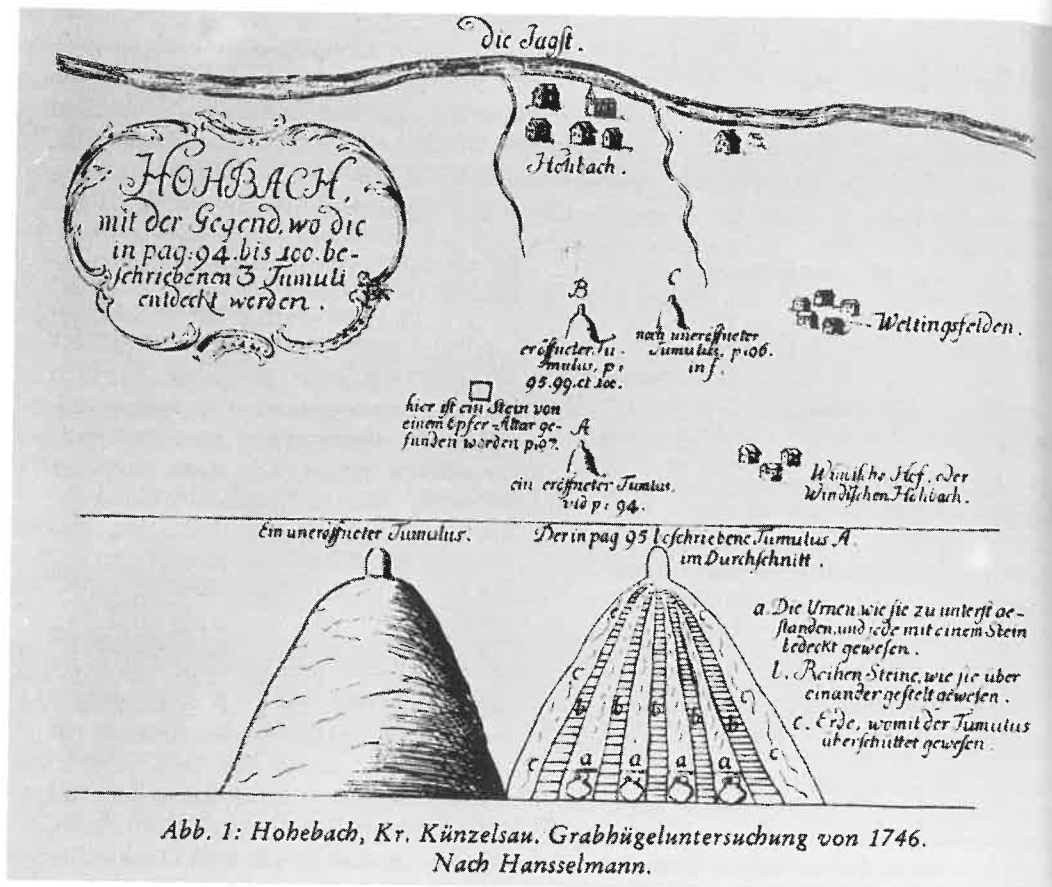 die Jagst.
HOHBACH,
mit der Gegend, wo die
in pag: 94. bis 100. be-
schriebenen 3 Tumuli
entdeckt werden.
Hohbach.
B
C
eröffneter Tu-
mulus, p:
95.99. et 100.
noch uneröffneter
Tumulus, p: 96.
in f.
Wettingsfelden.
hier ist ein Stein von
einem Opfer-Altar ge-
funden worden p: 97.
A
ein eröffneter Tumlus.
vid p: 94.
Hof, oder
Windischen Hohbach.
Ein uneröffneter Tumulus.
Der in pag 95 beschriebene Tumulus A.
im Durchschnitt.
a. Die Urnen, wie sie zu unterst ge-
standen, und jede mit einem Stein
bedeckt gewesen.
b. Reihen Steine, wie sie über
einander gestelt gewesen.
c. Erde, womit der Tumulus
überschüttet gewesen.
c c
c c
b b b b
c c
a a a a
Abb. 1: Hohebach, Kr. Künzelsau. Grabhügeluntersuchung von 1746.
Nach Hansselmann.